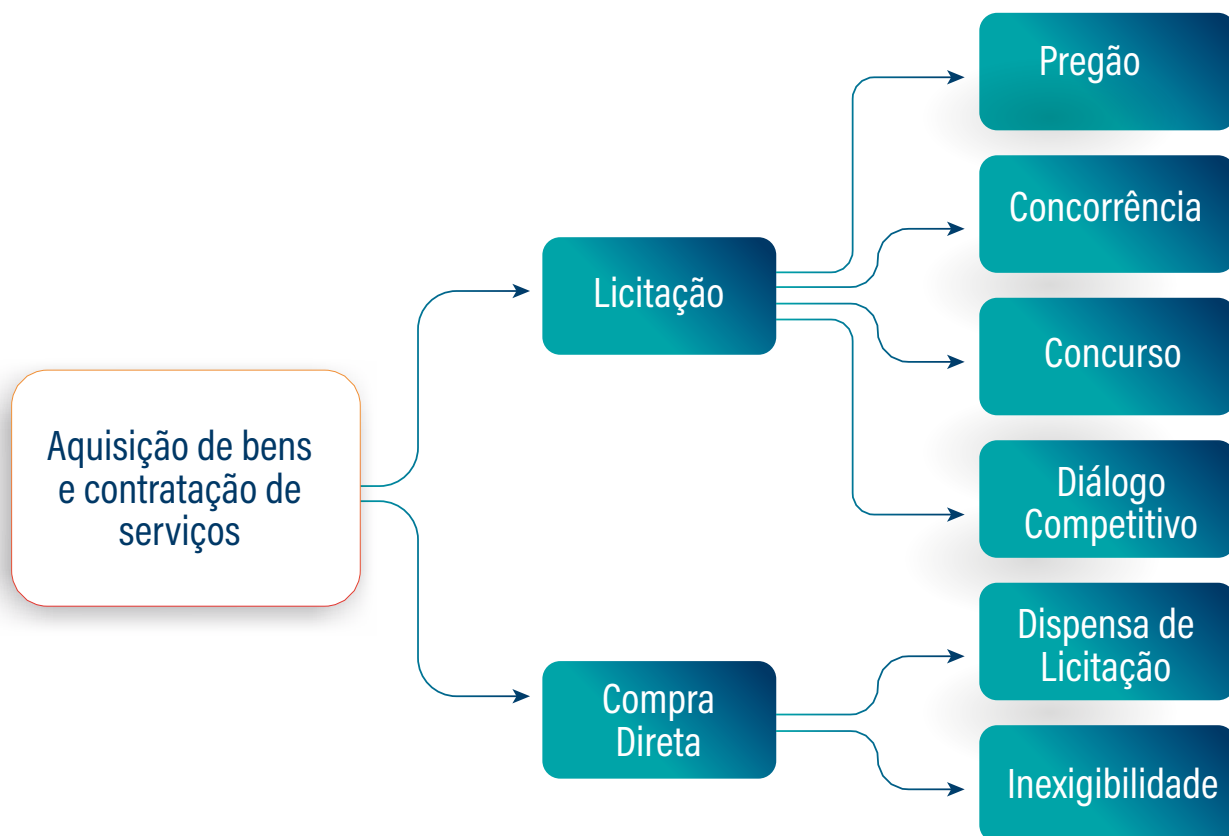 Aquisição de bens
e contratação de
serviços
Licitação
Pregão
Concorrência
Concurso
Diálogo
Competitivo
Compra
Direta
Dispensa de
Licitação
Inexigibilidade